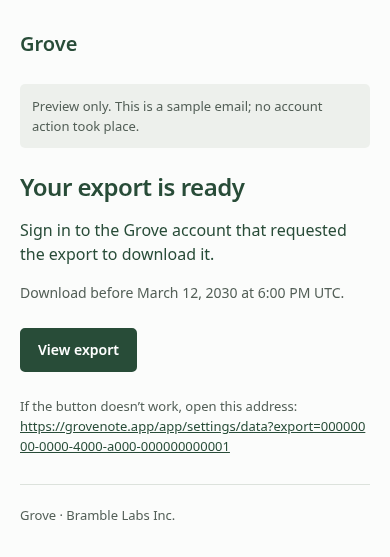 Grove
Preview only. This is a sample email; no account
action took place.
Your export is ready
Sign in to the Grove account that requested
the export to download it.
Download before March 12, 2030 at 6:00 PM UTC.
View export
If the button doesn’t work, open this address:
https://grovenote.app/app/settings/data?export=000000
00-0000-4000-a000-000000000001
Grove · Bramble Labs Inc.